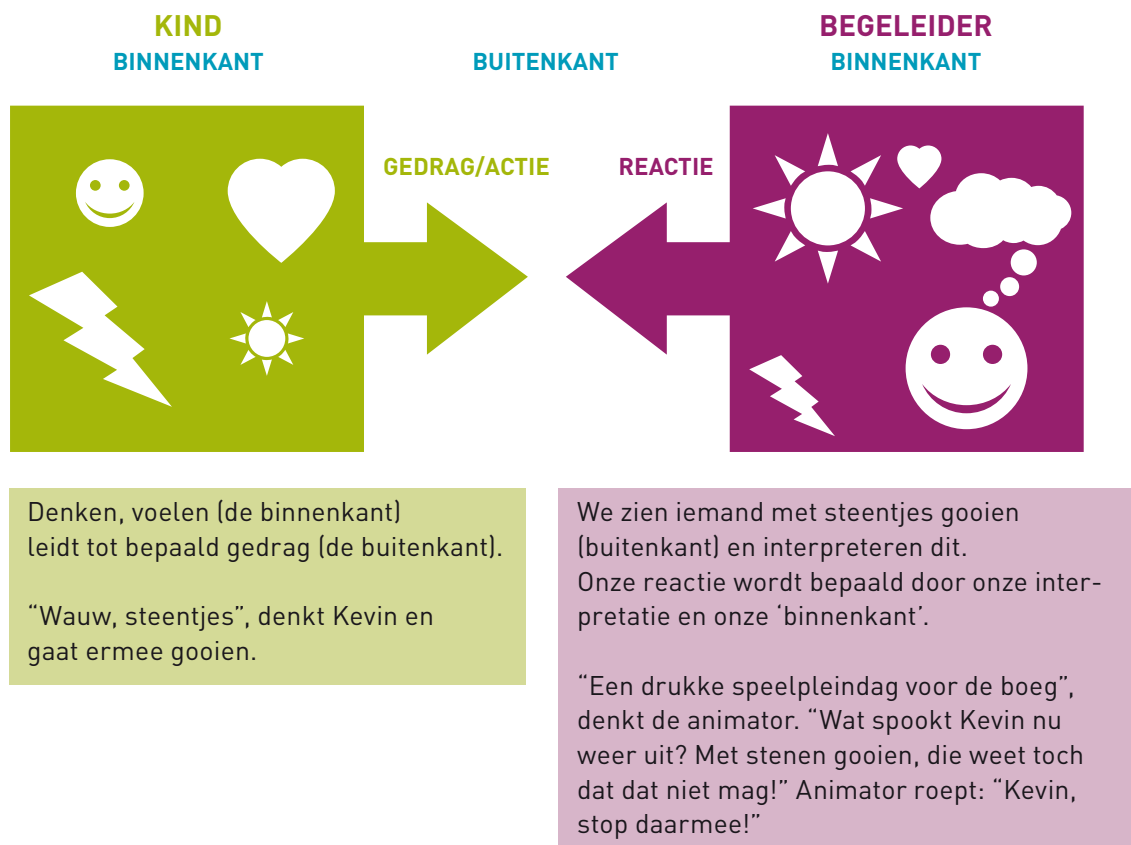 KIND
BINNENKANT
BUITENKANT
BEGELEIDER
BINNENKANT
GEDRAG/ACTIE
REACTIE
Denken, voelen (de binnenkant)
leidt tot bepaald gedrag (de buitenkant).
“Wauw, steentjes”, denkt Kevin en
gaat ermee gooien.
We zien iemand met steentjes gooien
(buitenkant) en interpreteren dit.
Onze reactie wordt bepaald door onze inter-
pretatie en onze ‘binnenkant’.
“Een drukke speelpleindag voor de boeg”,
denkt de animator. “Wat spookt Kevin nu
weer uit? Met stenen gooien, die weet toch
dat dat niet mag!” Animator roept: “Kevin,
stop daarmee!”